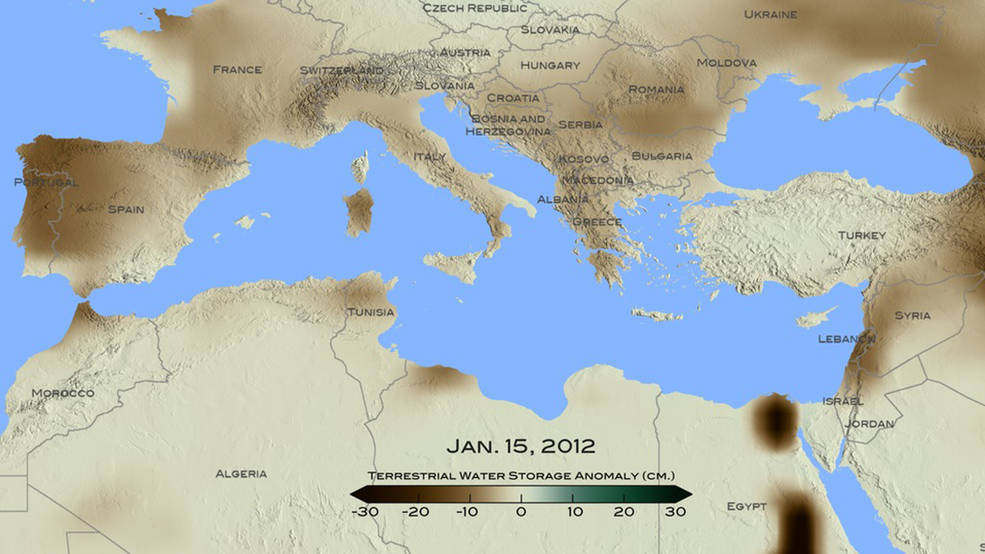 CZECH REPUBLIC
UKRAINE
SLOVAKIA
AUSTRIA
FRANCE
SWITZERLAND
HUNGARY
MOLDOVA
SLOVENIA
ROMANIA
CROATIA
BOSNIA AND
HERZEGOVINA
SERBIA
ITALY
KOSOVO
BULGARIA
PORTUGAL
MACEDONIA
SPAIN
ALBANIA
GREECE
TURKEY
TUNISIA
SYRIA
LEBANON
MOROCCO
ISRAEL
JORDAN
JAN. 15, 2012
ALGERIA
TERRESTRIAL WATER STORAGE ANOMALY (CM.)
-30 -20 -10 0 10 20 30
EGYPT